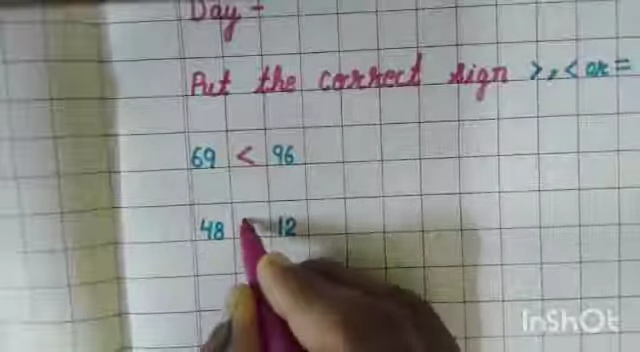 Day -
Put the correct sign >, < or =
69 < 96
48 12
InShOt